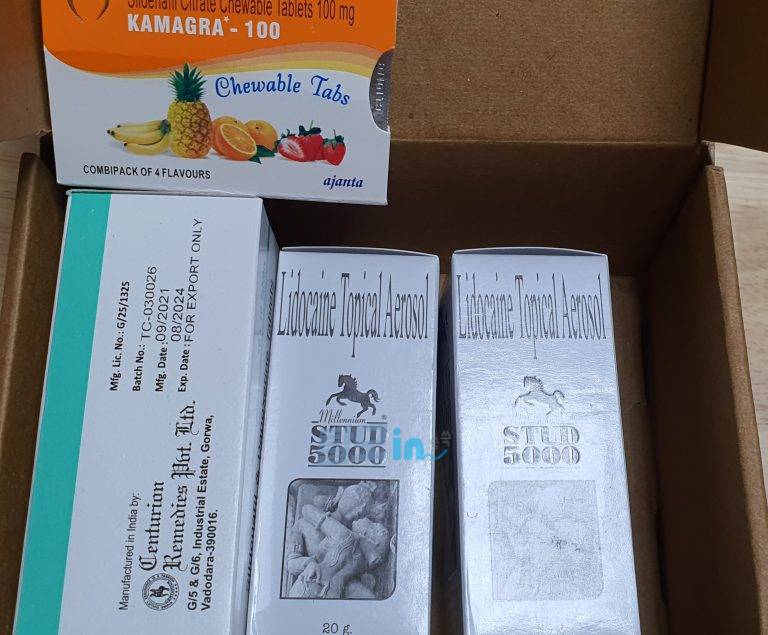 Sildenafil Citrate Chewable Tablets 100 mg
KAMAGRA*- 100
Chewable Tabs
COMBIPACK OF 4 FLAVOURS
ajanta
Mfg. Lic. No.: G/25/1325
Batch No.: TC-030026
Mfg. Date : 09/2021
Exp. Date : 08/2024
FOR EXPORT ONLY
Manufactured in India by:
Centurion
Remedies Pvt. Ltd.
G/5 & G/6, Industrial Estate, Gorwa,
Vadodara-390016.
Lidocaine Topical Aerosol
Millennium
STUD
5000
20 g.
Lidocaine Topical Aerosol
STUD
5000
in